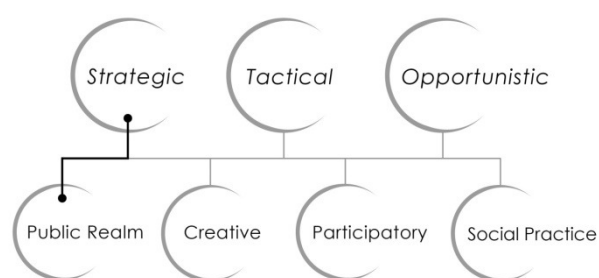 Strategic
Tactical
Opportunistic
Public Realm
Creative
Participatory
Social Practice